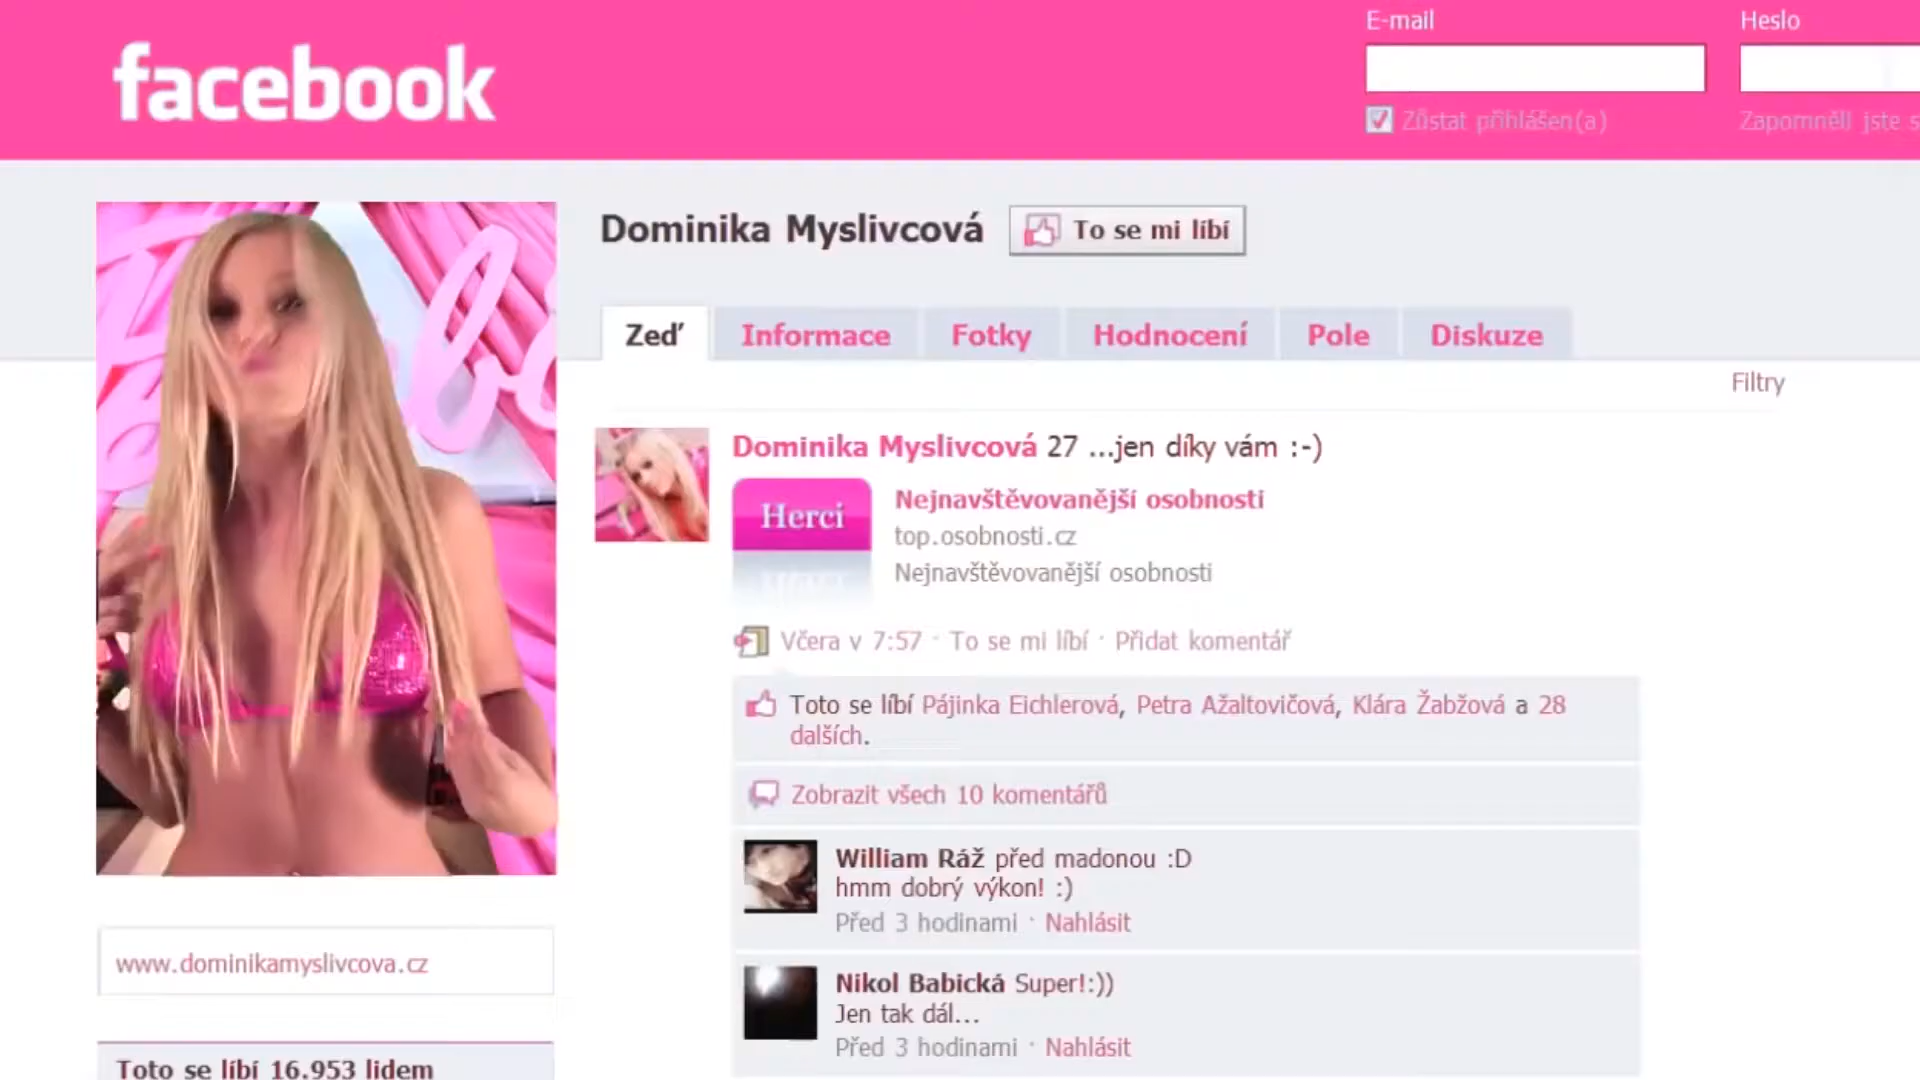 facebook
E-mail
Heslo
Zůstat přihlášen(a)
Zapomněli jste s
Dominika Myslivcová
To se mi líbí
Zeď
Informace
Fotky
Hodnocení
Pole
Diskuze
Filtry
Dominika Myslivcová 27 ...jen díky vám :-)
Herci
Nejnavštěvovanější osobnosti
top.osobnosti.cz
Nejnavštěvovanější osobnosti
Včera v 7:57 · To se mi líbí · Přidat komentář
Toto se líbí Pájinka Eichlerová, Petra Ažaltovičová, Klára Žabžová a 28
dalších.
Zobrazit všech 10 komentářů
William Ráž před madonou :D
hmm dobrý výkon! :)
Před 3 hodinami · Nahlásit
Nikol Babická Super!:))
Jen tak dál...
Před 3 hodinami · Nahlásit
www.dominikamyslivcova.cz
Toto se líbí 16.953 lidem